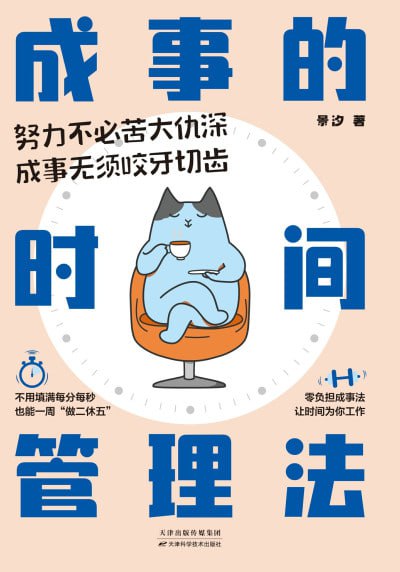 成事的
景汐 著
努力不必苦大仇深
成事无须咬牙切齿
时间
不用填满每分每秒
也能一周“做二休五”
零负担成事法
让时间为你工作
管理法
天津出版传媒集团
天津科学技术出版社